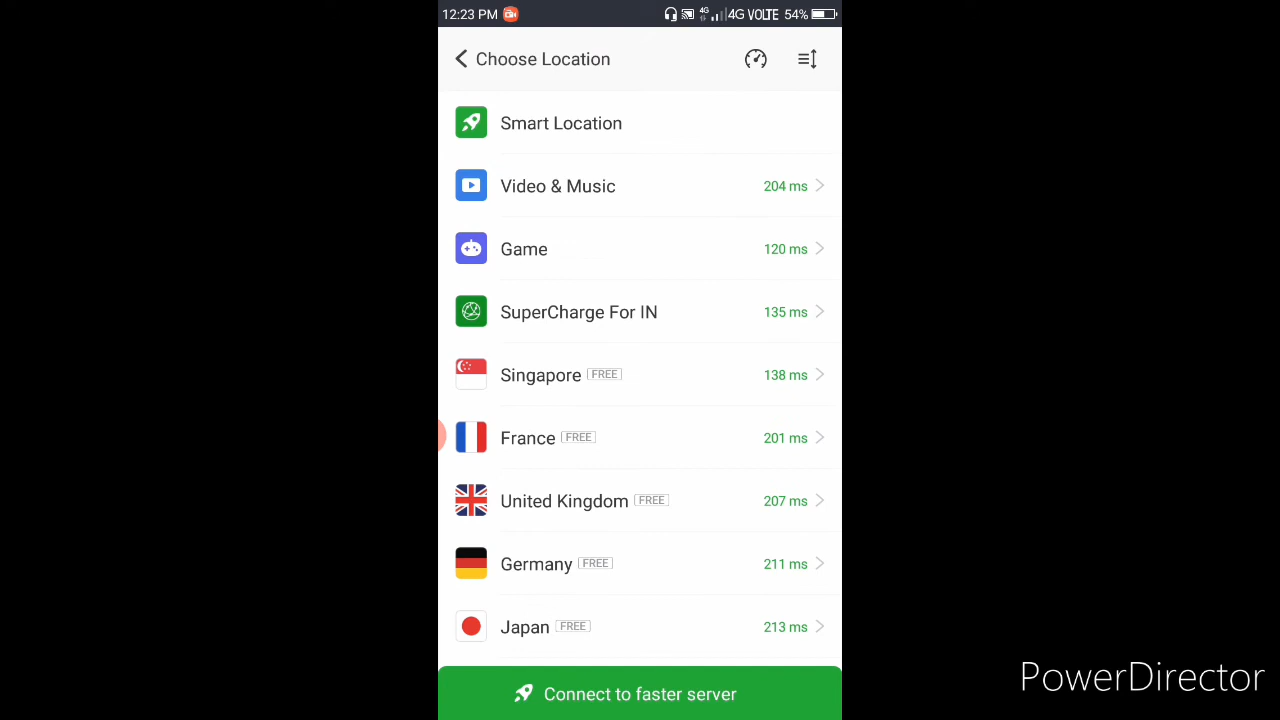 12:23 PM 4G 4G VOLTE 54%
Choose Location
Smart Location
Video & Music 204 ms
Game 120 ms
SuperCharge For IN 135 ms
Singapore FREE 138 ms
France FREE 201 ms
United Kingdom FREE 207 ms
Germany FREE 211 ms
Japan FREE 213 ms
Connect to faster server
PowerDirector